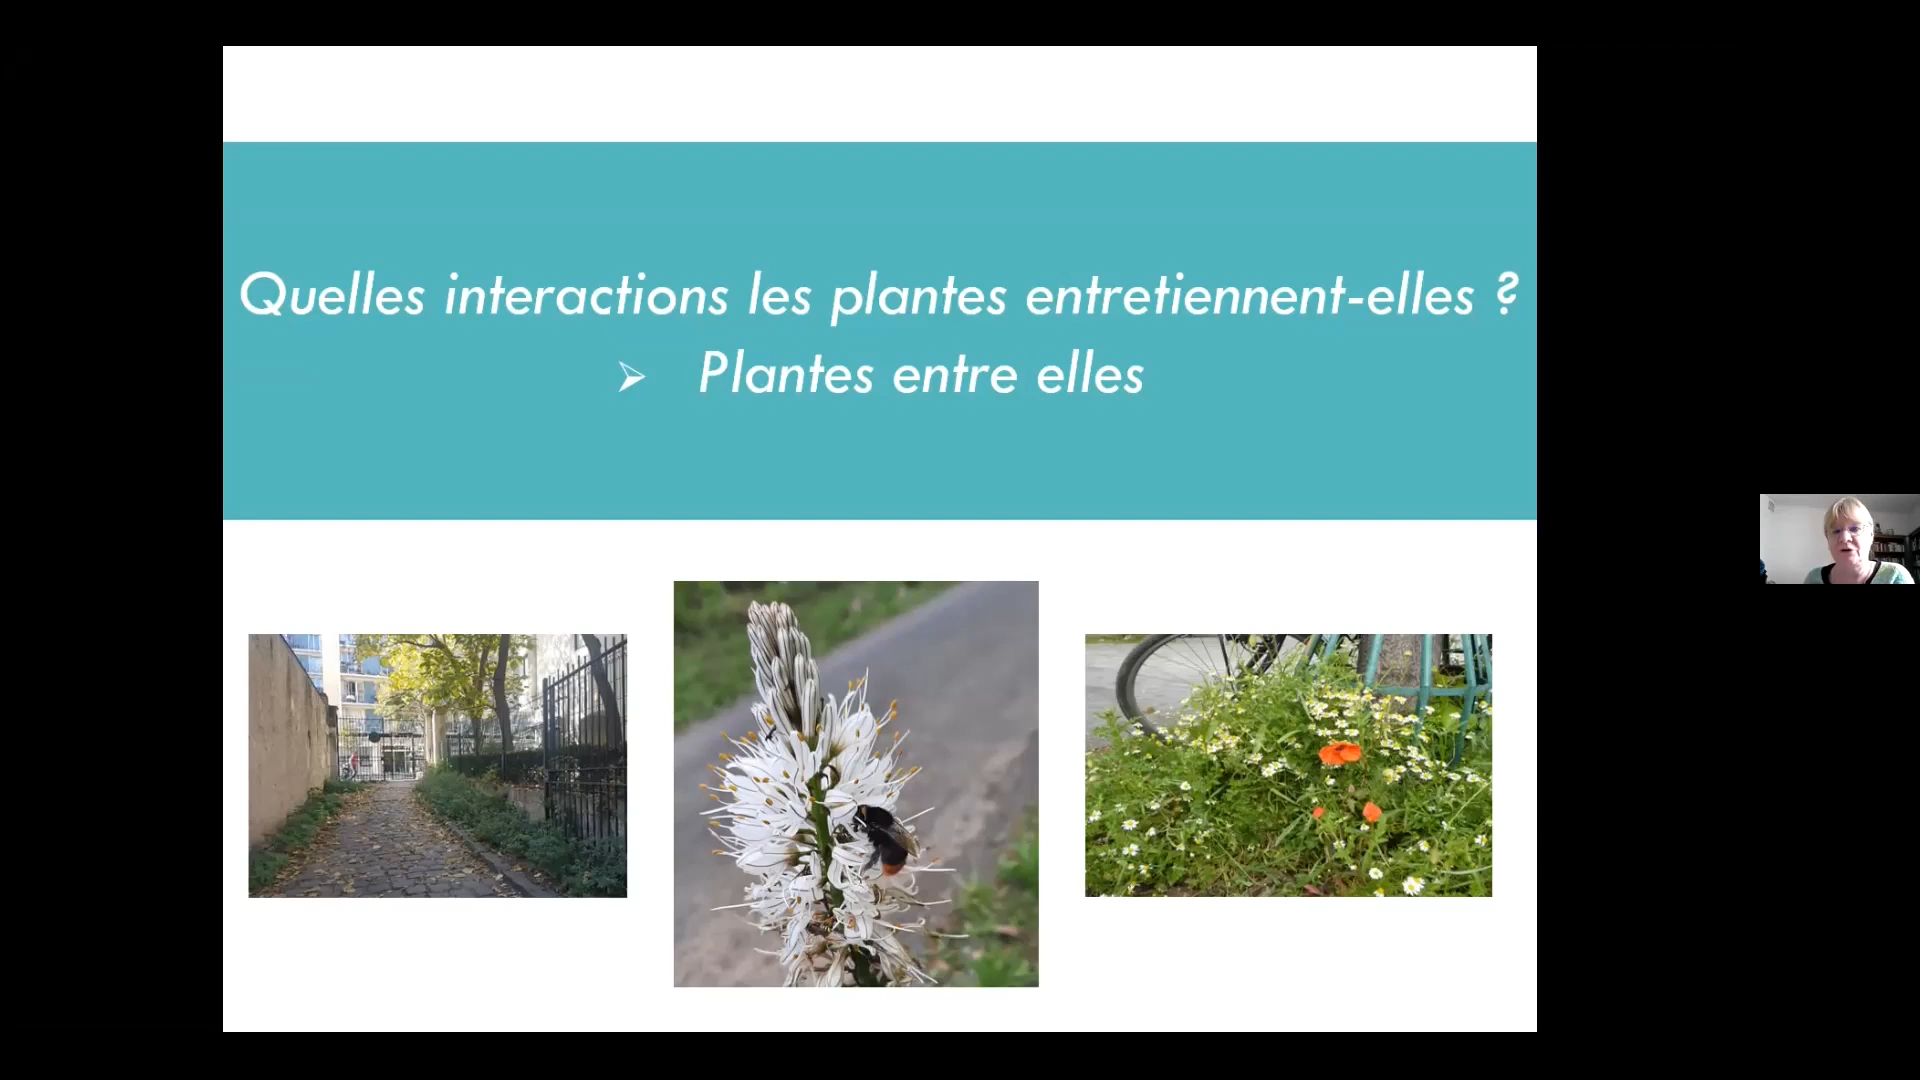 Quelles interactions les plantes entretiennent-elles ?
➢ Plantes entre elles